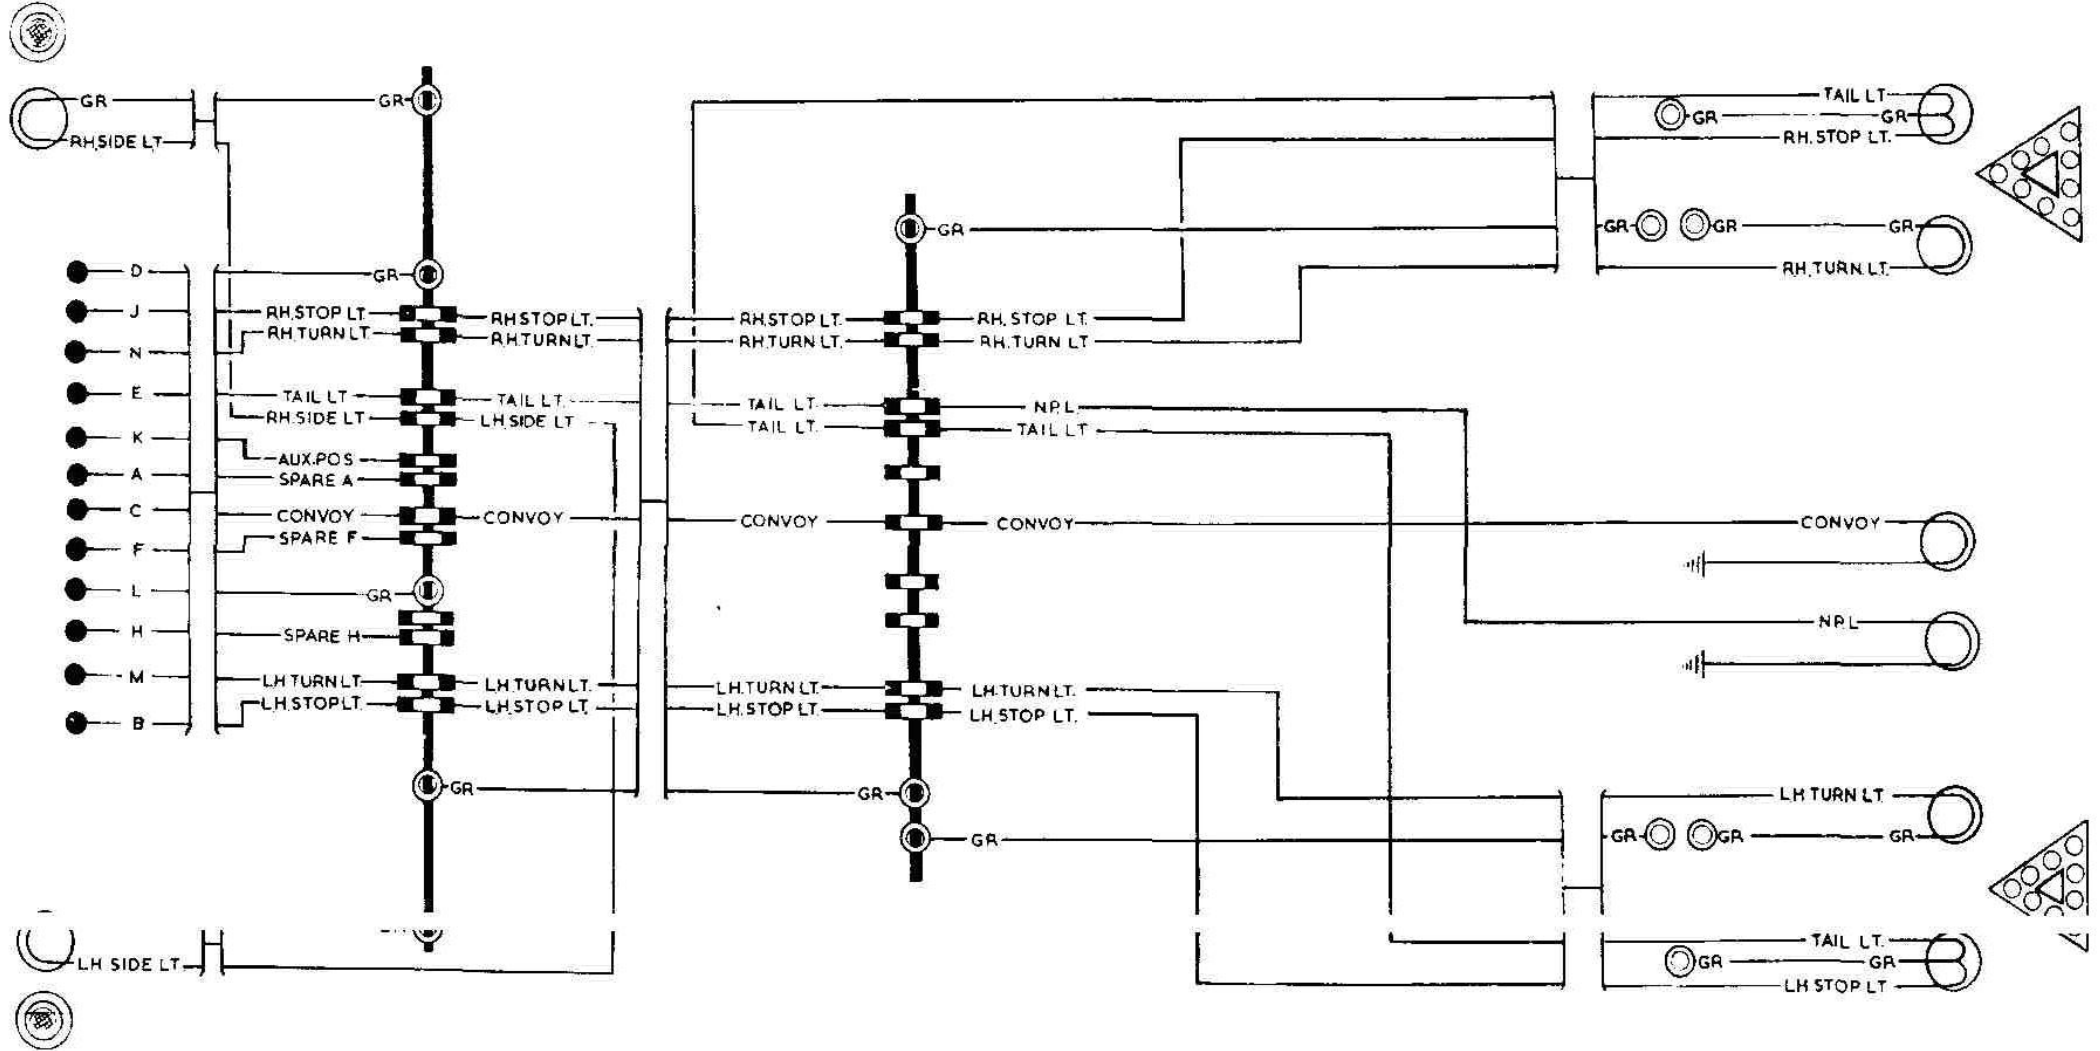 GR GR TAIL LT
GR GR
RH.SIDE LT RH.STOP LT.
GR GR GR GR
D GR RH.TURN LT.
J RH.STOP LT RH STOP LT. RH.STOP LT. RH. STOP LT.
N RH TURN LT. RH TURN LT. RH.TURN LT. RH. TURN LT
E TAIL LT TAIL LT. TAIL LT. N.P.L.
RH.SIDE LT LH.SIDE LT TAIL LT. TAIL LT
K AUX.POS
A SPARE A
C CONVOY CONVOY CONVOY CONVOY CONVOY
F SPARE F
L GR
N.P.L
H SPARE H
M LH TURN LT LH TURN LT. LH.TURN LT. LH.TURN LT.
B LH.STOP LT. LH.STOP LT. LH.STOP LT. LH.STOP LT.
GR GR LH TURN LT.
GR GR GR GR
LH SIDE LT. TAIL LT.
GR GR
LH STOP LT